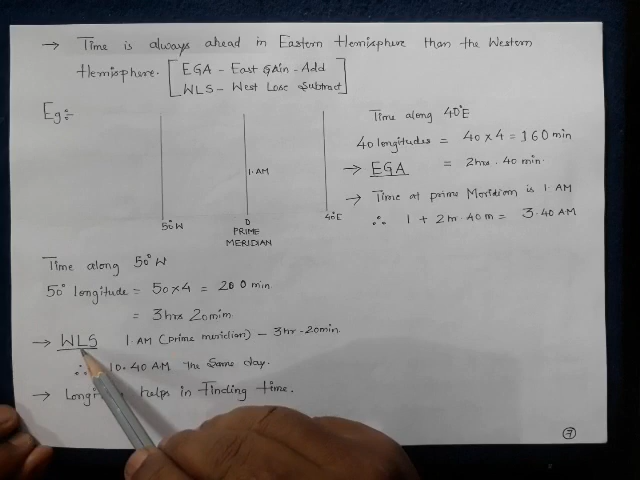 → Time is always ahead in Eastern Hemisphere than the Western
Hemisphere. [EGA - East Gain - Add
WLS - West Lose Subtract]
Eg:-
1.AM
50°W
0
PRIME
MERIDIAN
40°E
Time along 40°E
40 longitudes = 40 x 4 = 160 min
→ EGA = 2hrs . 40 min.
→ Time at prime Meridian is 1.AM
∴ 1 + 2hr. 40m = 3.40 AM
Time along 50°W
50° longitude = 50x4 = 200 min
= 3hrs 20min.
→ WLS 1.AM (prime meridian) - 3hr -20min.
∴ 10.40 AM The same day.
→ helps in Finding time.
7